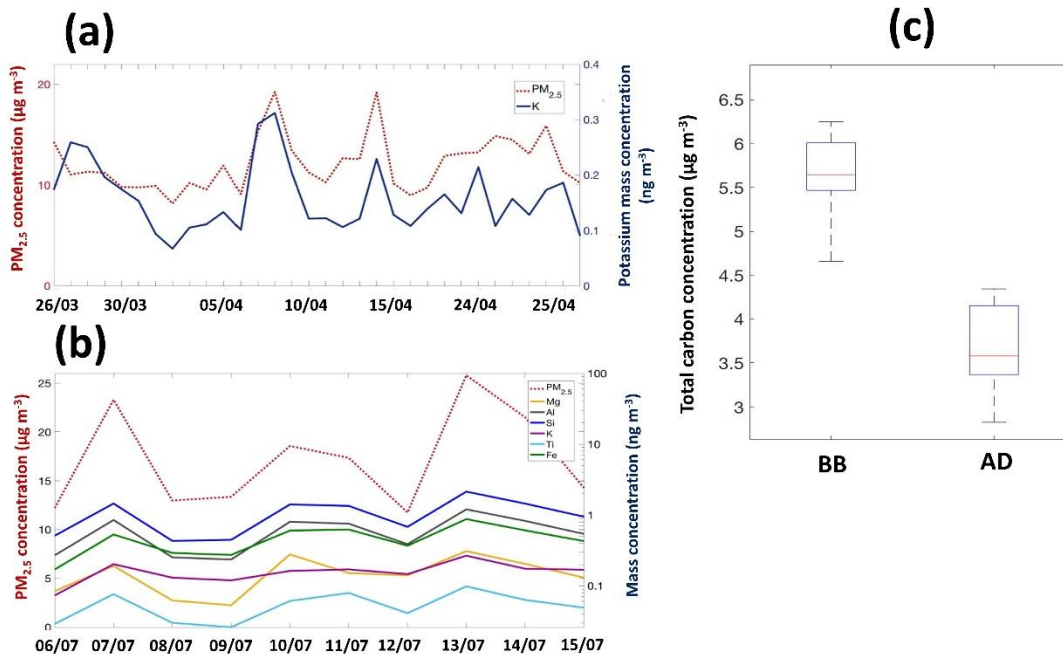 (a)
PM2.5 concentration (µg m-3)
20
10
0
0.4
0.3
0.2
0.1
0
Potassium mass concentration
(ng m-3)
PM2.5
K
26/03 30/03 05/04 10/04 15/04 24/04 25/04
(b)
PM2.5 concentration (µg m-3)
25
20
15
10
5
0
100
10
1
0.1
Mass concentration (ng m-3)
PM2.5
Mg
Al
Si
K
Ti
Fe
06/07 07/07 08/07 09/07 10/07 11/07 12/07 13/07 14/07 15/07
(c)
Total carbon concentration (µg m-3)
6.5
6
5.5
5
4.5
4
3.5
3
BB AD